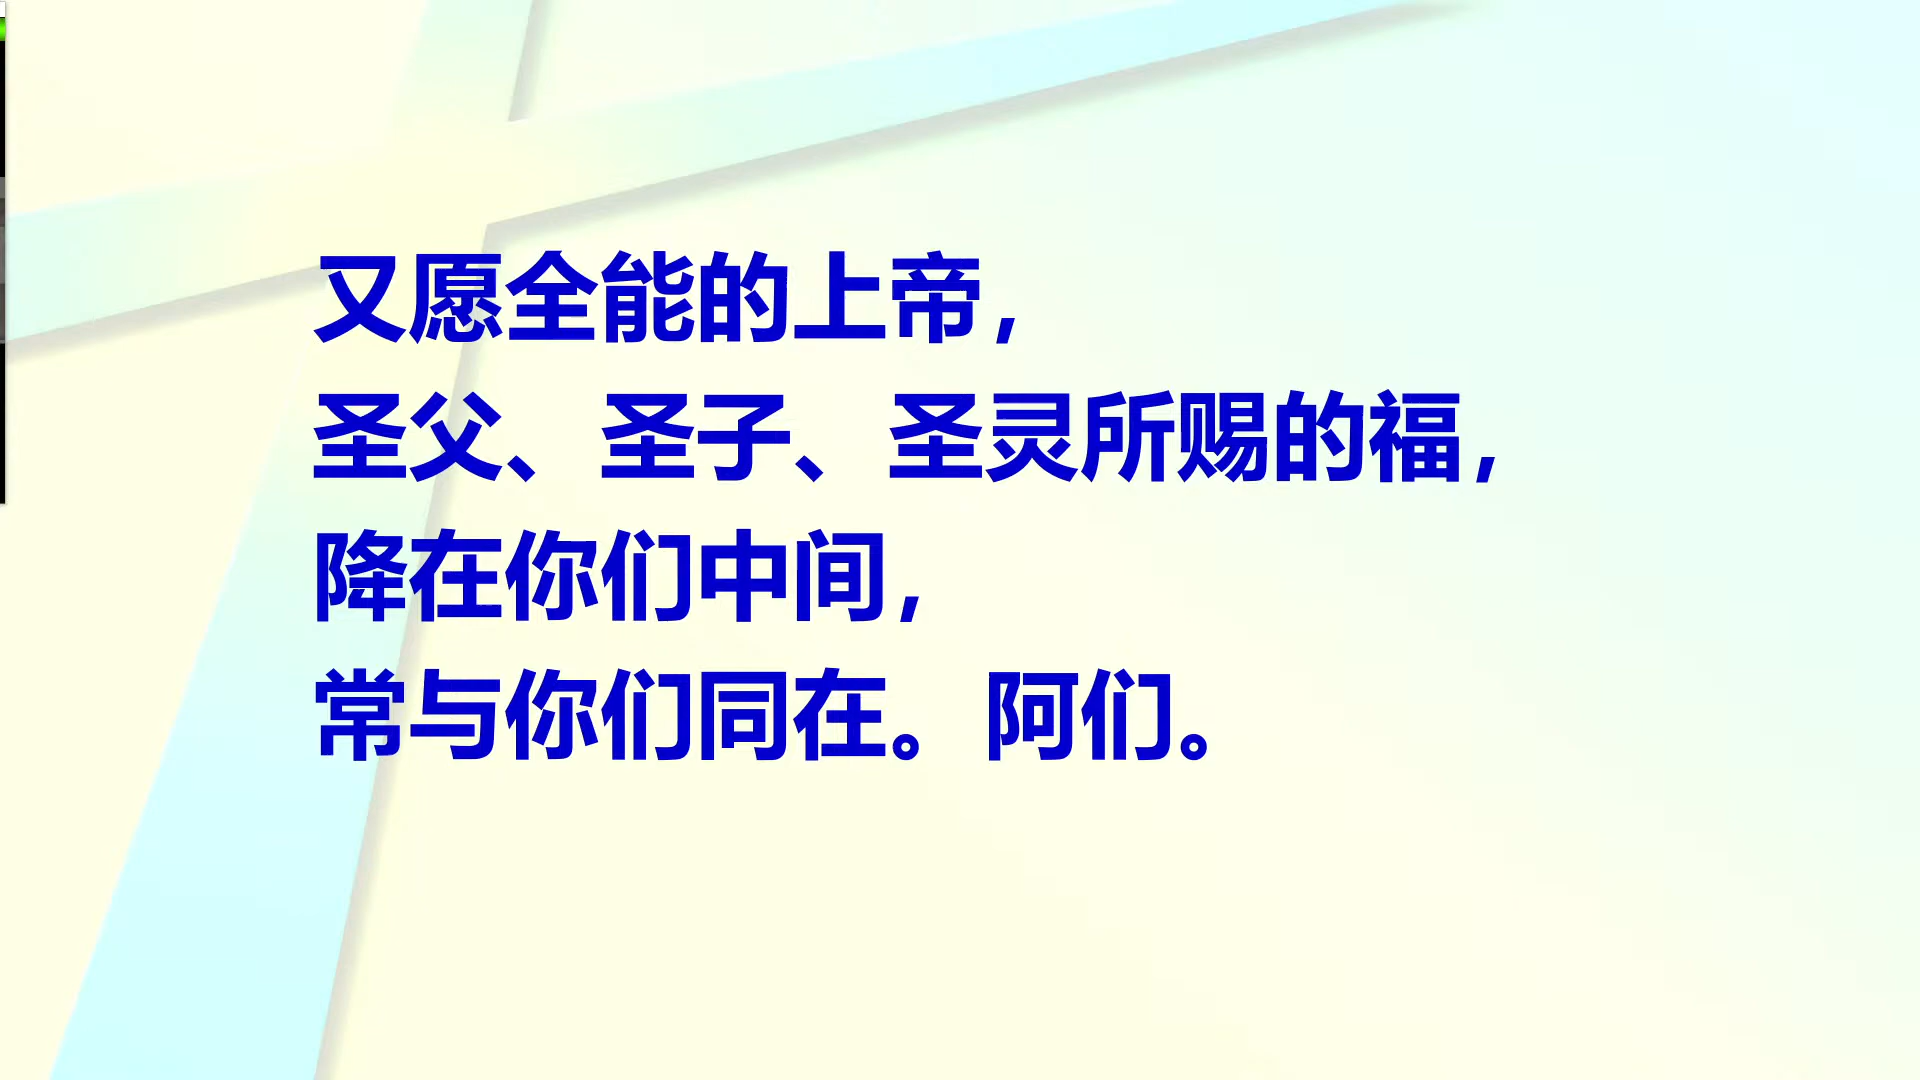 又愿全能的上帝，
圣父、圣子、圣灵所赐的福，
降在你们中间，
常与你们同在。阿们。